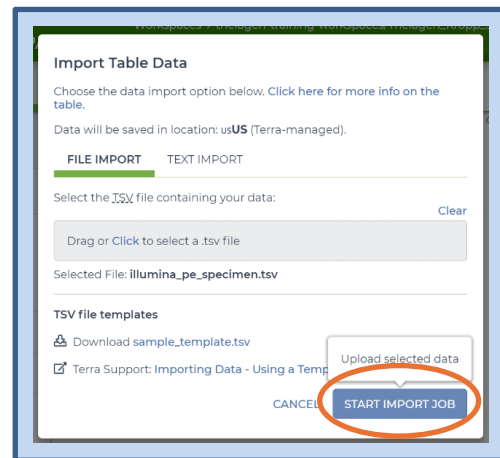 Import Table Data
Choose the data import option below. Click here for more info on the
table.
Data will be saved in location: usUS (Terra-managed).
FILE IMPORT TEXT IMPORT
Select the TSV file containing your data:
Clear
Drag or Click to select a .tsv file
Selected File: illumina_pe_specimen.tsv
TSV file templates
Download sample_template.tsv
Upload selected data
Terra Support: Importing Data - Using a Temp
CANCEL START IMPORT JOB